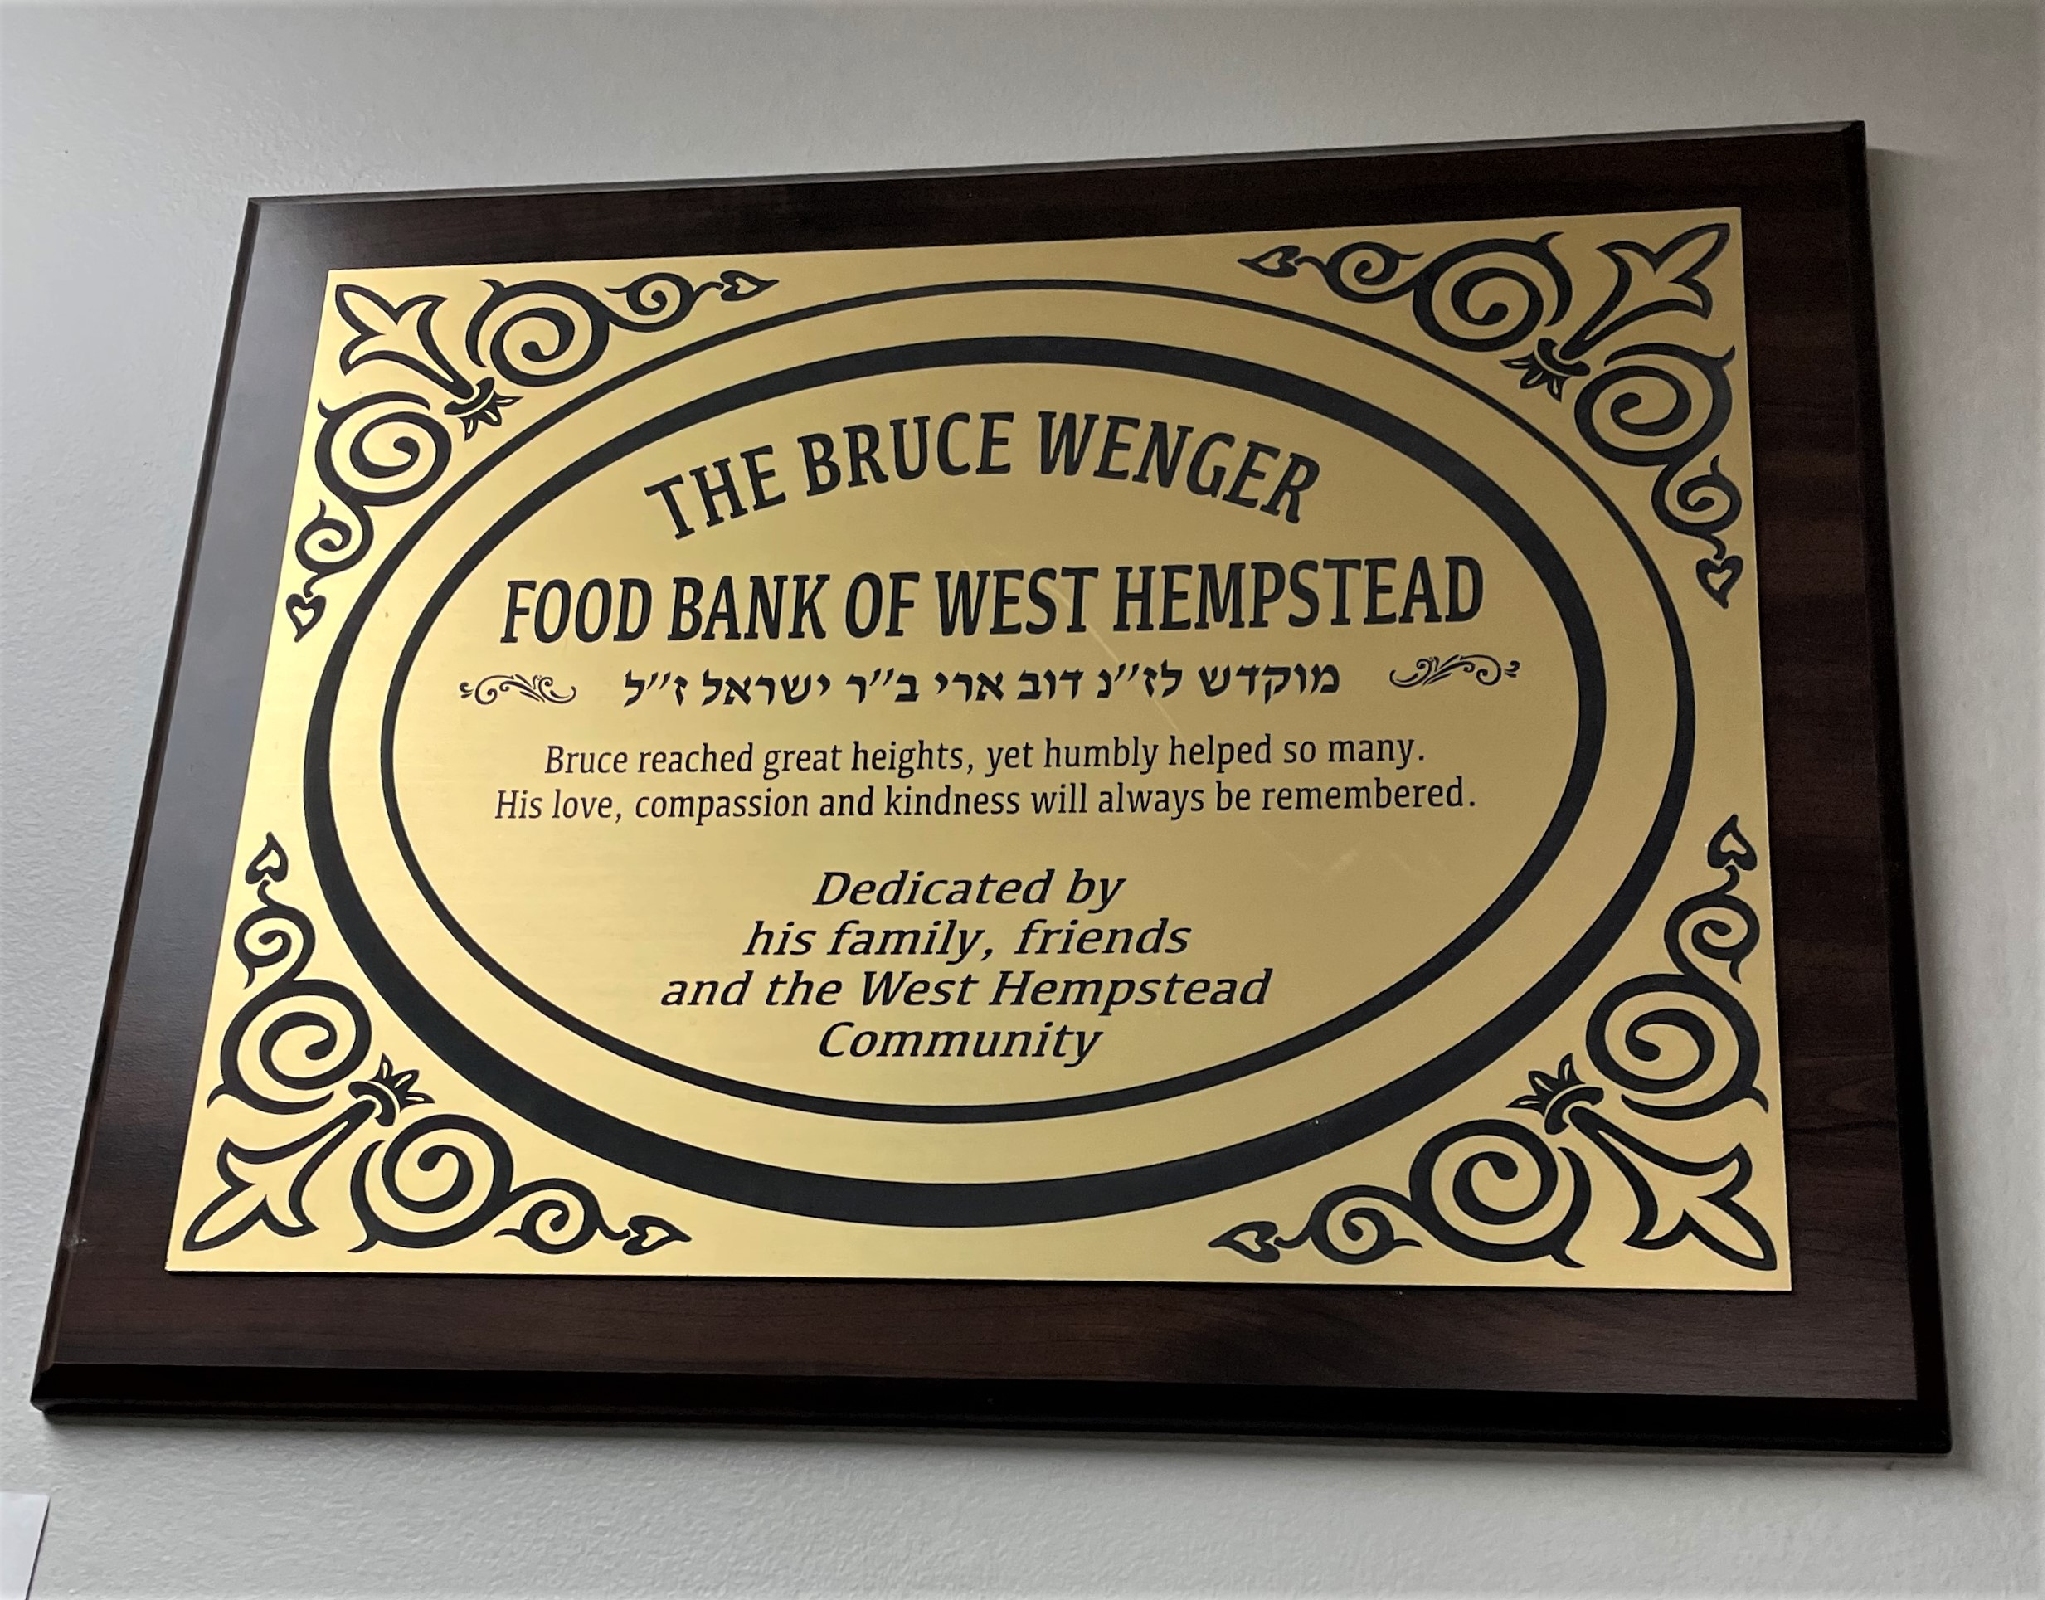 THE BRUCE WENGER
FOOD BANK OF WEST HEMPSTEAD
מוקדש לז״נ דוב ארי ב״ר ישראל ז״ל
Bruce reached great heights, yet humbly helped so many.
His love, compassion and kindness will always be remembered.
Dedicated by
his family, friends
and the West Hempstead
Community